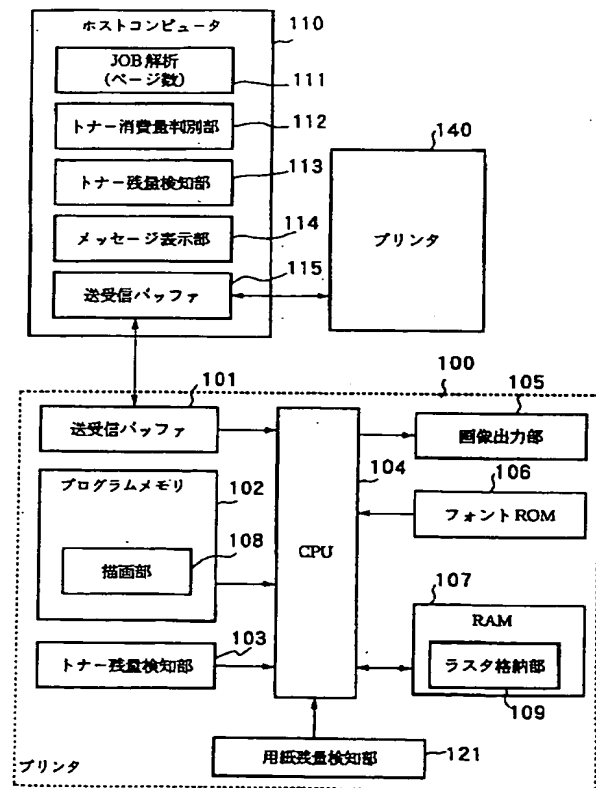 ホストコンピュータ
110
JOB解析
(ページ数)
111
トナー消費量判別部
112
トナー残量検知部
113
メッセージ表示部
114
送受信バッファ
115
140
プリンタ
100
101
送受信バッファ
プログラムメモリ
102
108
描画部
103
トナー残量検知部
CPU
104
105
画像出力部
106
フォントROM
107
RAM
ラスタ格納部
109
用紙残量検知部
121
プリンタ